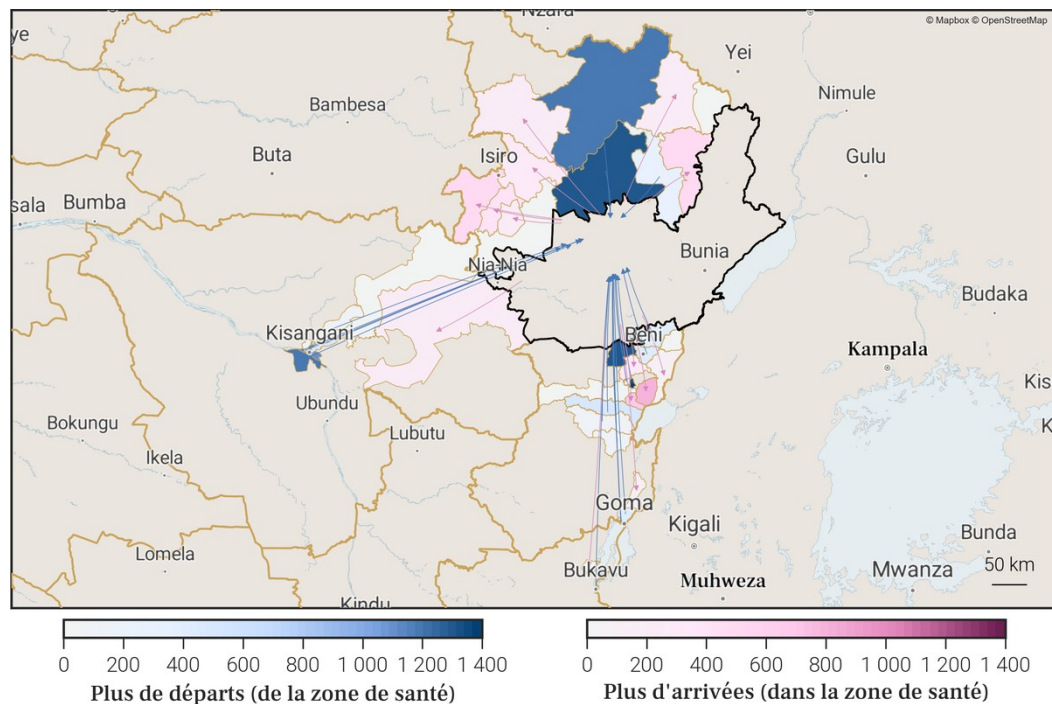 © Mapbox © OpenStreetMap
Nzara
ye
Yei
Bambesa
Nimule
Buta
Isiro
Gulu
sala
Bumba
Bunia
Nia-Nia
Budaka
Kisangani
Beni
Kampala
Kis
Ubundu
K
Bokungu
Lubutu
Ikela
Goma
Kigali
Bunda
Lomela
50 km
Bukavu
Muhweza
Mwanza
Kindu
0 200 400 600 800 1 000 1 200 1 400
0 200 400 600 800 1 000 1 200 1 400
Plus de départs (de la zone de santé)
Plus d'arrivées (dans la zone de santé)